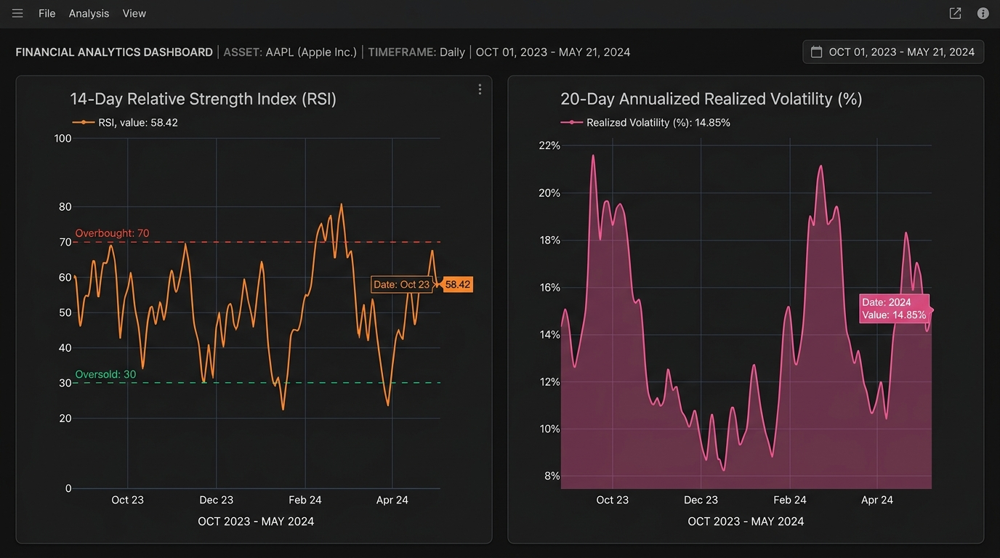 File Analysis View
FINANCIAL ANALYTICS DASHBOARD | ASSET: AAPL (Apple Inc.) | TIMEFRAME: Daily | OCT 01, 2023 - MAY 21, 2024
OCT 01, 2023 - MAY 21, 2024
14-Day Relative Strength Index (RSI)
RSI, value: 58.42
100
80
Overbought: 70
70
60
Date: Oct 23
58.42
50
40
Oversold: 30
30
20
0
Oct 23 Dec 23 Feb 24 Apr 24
OCT 2023 - MAY 2024
20-Day Annualized Realized Volatility (%)
Realized Volatility (%): 14.85%
22%
20%
18%
16%
Date: 2024
Value: 14.85%
14%
12%
10%
8%
Oct 23 Dec 23 Feb 24 Apr 24
OCT 2023 - MAY 2024